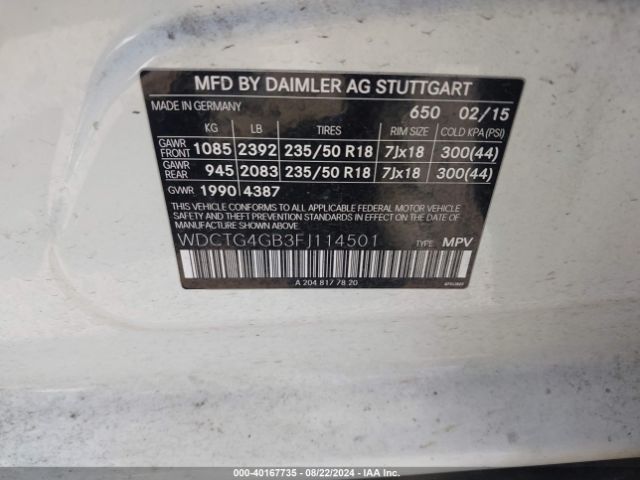 MFD BY DAIMLER AG STUTTGART
MADE IN GERMANY 650 02/15
KG LB TIRES RIM SIZE COLD KPA(PSI)
GAWR FRONT 1085 2392 235/50 R18 7Jx18 300(44)
GAWR REAR 945 2083 235/50 R18 7Jx18 300(44)
GVWR 1990 4387
THIS VEHICLE CONFORMS TO ALL APPLICABLE FEDERAL MOTOR VEHICLE
SAFETY AND THEFT PREVENTION STANDARDS IN EFFECT ON THE DATE
OF MANUFACTURE SHOWN ABOVE.
WDCTG4GB3FJ114501 TYPE MPV
A 204 817 78 20
000-40167735 - 08/22/2024 - IAA Inc.